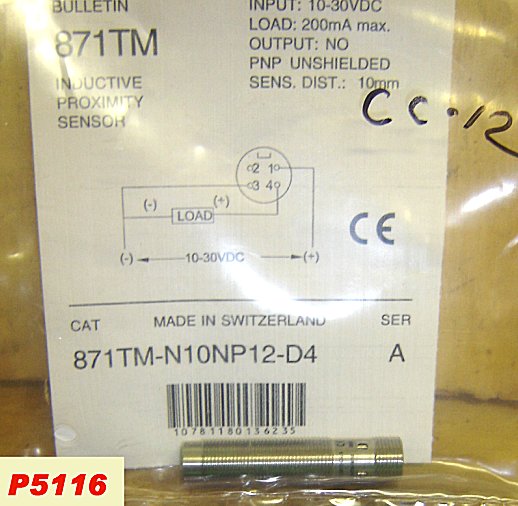 BULLETIN
871TM
INDUCTIVE
PROXIMITY
SENSOR
INPUT: 10-30VDC
LOAD: 200mA max.
OUTPUT: NO
PNP UNSHIELDED
SENS. DIST.: 10mm
CC-12
2 1
3 4
(-) (+)
LOAD
(-) 10-30VDC (+)
CE
CAT MADE IN SWITZERLAND SER
871TM-N10NP12-D4 A
10781180136235
P5116